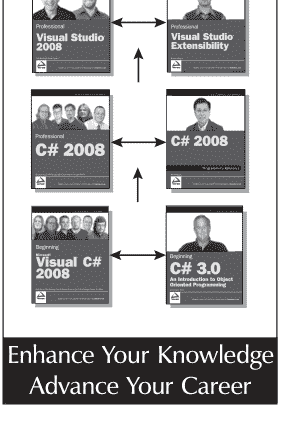 Professional
Visual Studio
2008
Professional
Visual Studio
Extensibility
Professional
C# 2008
C# 2008
Beginning
Microsoft
Visual C#
2008
Beginning
C# 3.0
An Introduction to Object
Oriented Programming
Enhance Your Knowledge
Advance Your Career